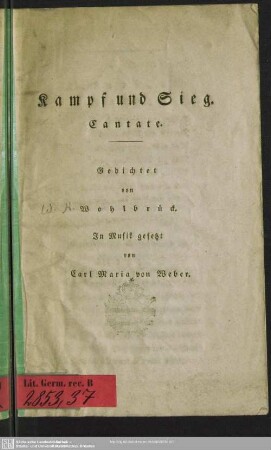 Kampf und Sieg.
Cantate.
Gedichtet
von
Wohlbrück.
In Musik gesetzt
von
Carl Maria von Weber.
Lit. Germ. rec. B
2853,37